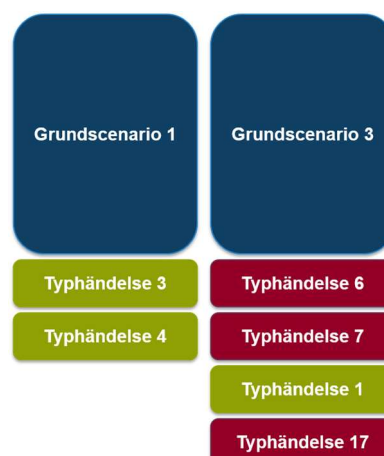 Grundscenario 1
Grundscenario 3
Typhändelse 3
Typhändelse 6
Typhändelse 4
Typhändelse 7
Typhändelse 1
Typhändelse 17